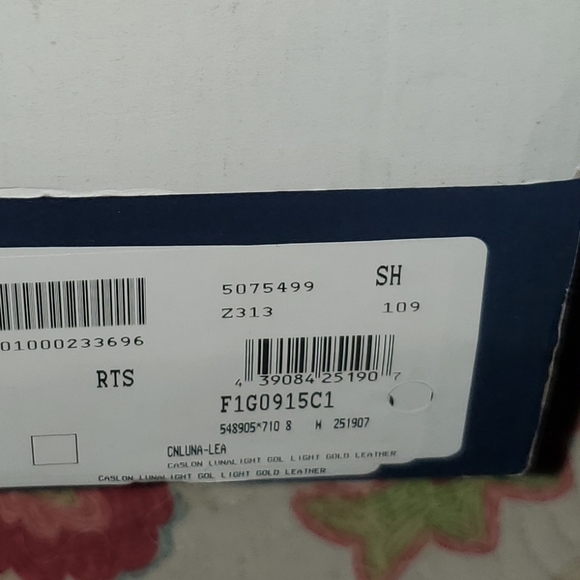 5075499 SH
Z313 109
01000233696
4 39084 25190 7
RTS
F1G0915C1
548905*710 8 M 251907
CNLUNA-LEA
CASLON LUNALIGHT GOL LIGHT GOLD LEATHER
CASLON LUNALIGHT GOL LIGHT GOLD LEATHER